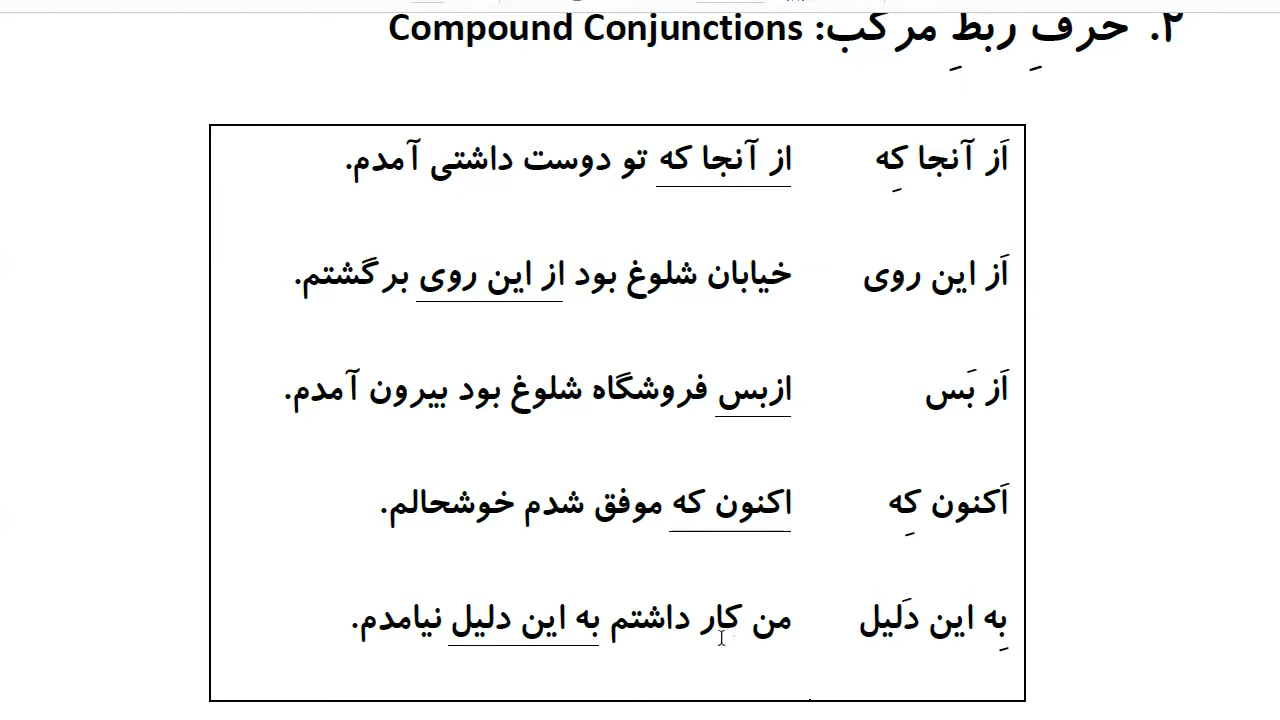 ۲. حرفِ ربطِ مرکب: Compound Conjunctions
اَز آنجا کِه از آنجا که تو دوست داشتی آمدم.
اَز این روی خیابان شلوغ بود از این روی برگشتم.
اَز بَس ازبس فروشگاه شلوغ بود بیرون آمدم.
اَکنون کِه اکنون که موفق شدم خوشحالم.
بِه این دَلیل من کار داشتم به این دلیل نیامدم.